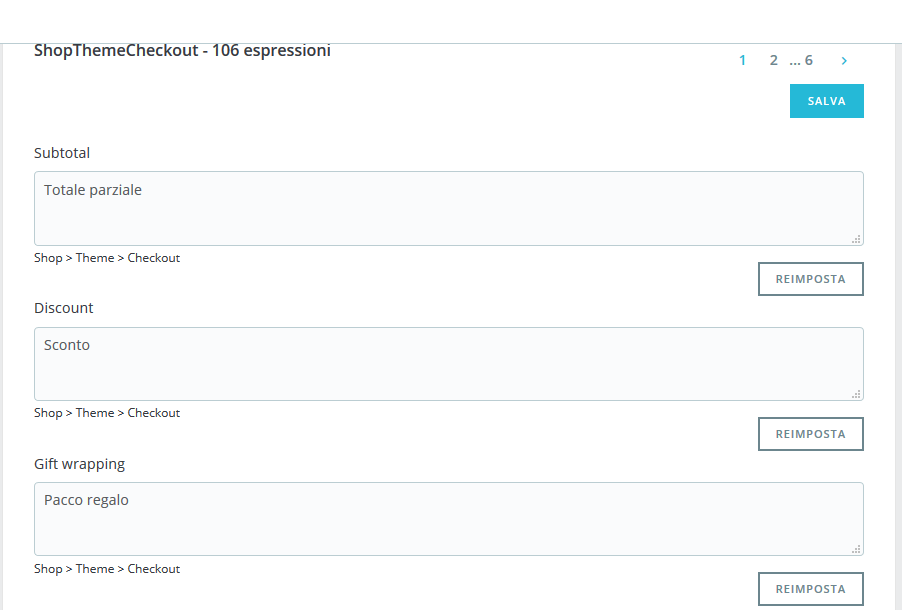 ShopThemeCheckout - 106 espressioni
1 2 ... 6 >
SALVA
Subtotal
Totale parziale
Shop > Theme > Checkout
REIMPOSTA
Discount
Sconto
Shop > Theme > Checkout
REIMPOSTA
Gift wrapping
Pacco regalo
Shop > Theme > Checkout
REIMPOSTA